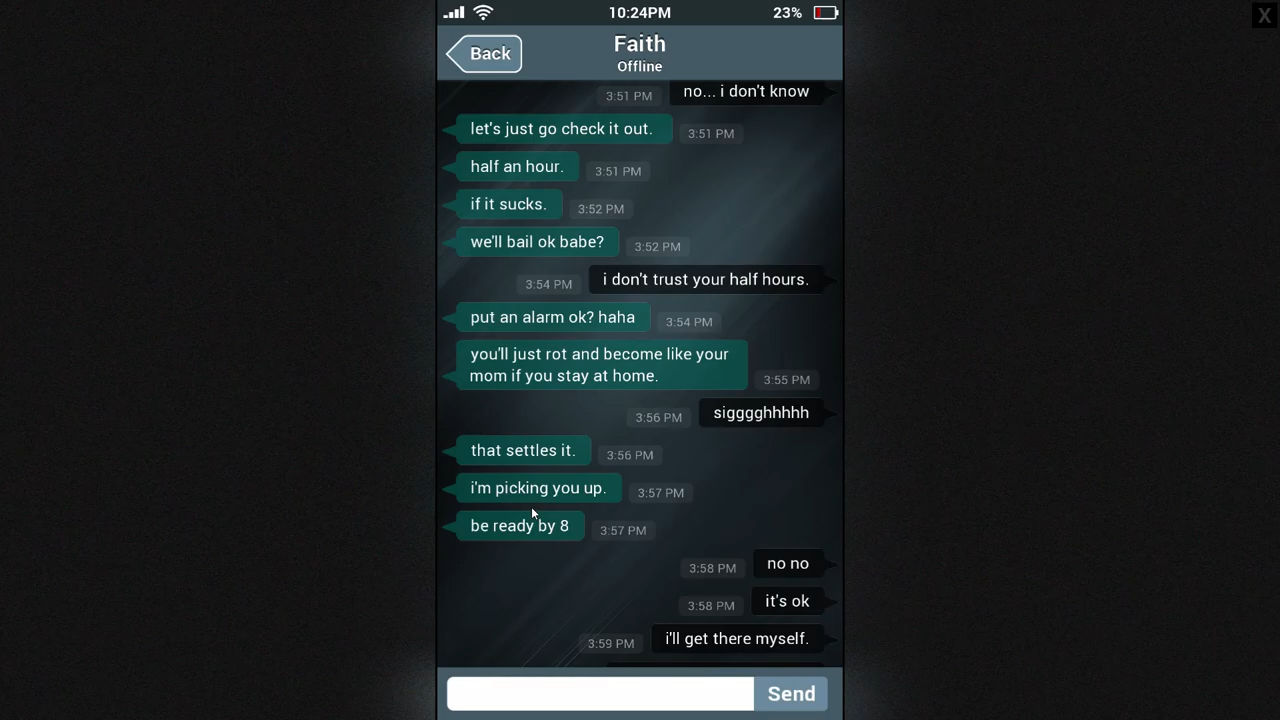 10:24PM
23%
X
Back
Faith
Offline
3:51 PM no... i don't know
let's just go check it out. 3:51 PM
half an hour. 3:51 PM
if it sucks. 3:52 PM
we'll bail ok babe? 3:52 PM
3:54 PM i don't trust your half hours.
put an alarm ok? haha 3:54 PM
you'll just rot and become like your
mom if you stay at home. 3:55 PM
3:56 PM sigggghhhhh
that settles it. 3:56 PM
i'm picking you up. 3:57 PM
be ready by 8 3:57 PM
3:58 PM no no
3:58 PM it's ok
3:59 PM i'll get there myself.
Send